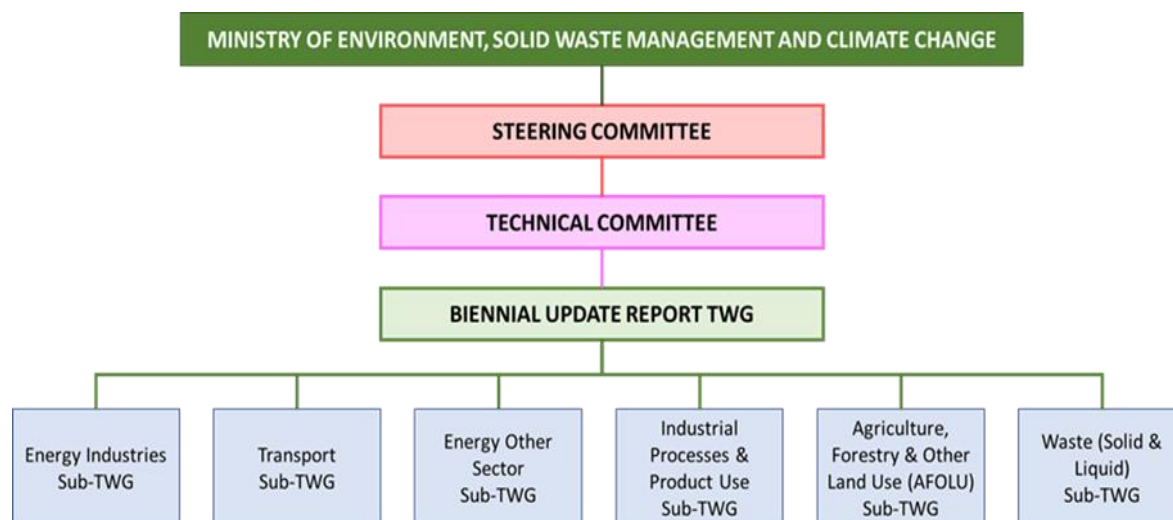 MINISTRY OF ENVIRONMENT, SOLID WASTE MANAGEMENT AND CLIMATE CHANGE
STEERING COMMITTEE
TECHNICAL COMMITTEE
BIENNIAL UPDATE REPORT TWG
Energy Industries
Sub-TWG
Transport
Sub-TWG
Energy Other
Sector
Sub-TWG
Industrial
Processes &
Product Use
Sub-TWG
Agriculture,
Forestry & Other
Land Use (AFOLU)
Sub-TWG
Waste (Solid &
Liquid)
Sub-TWG